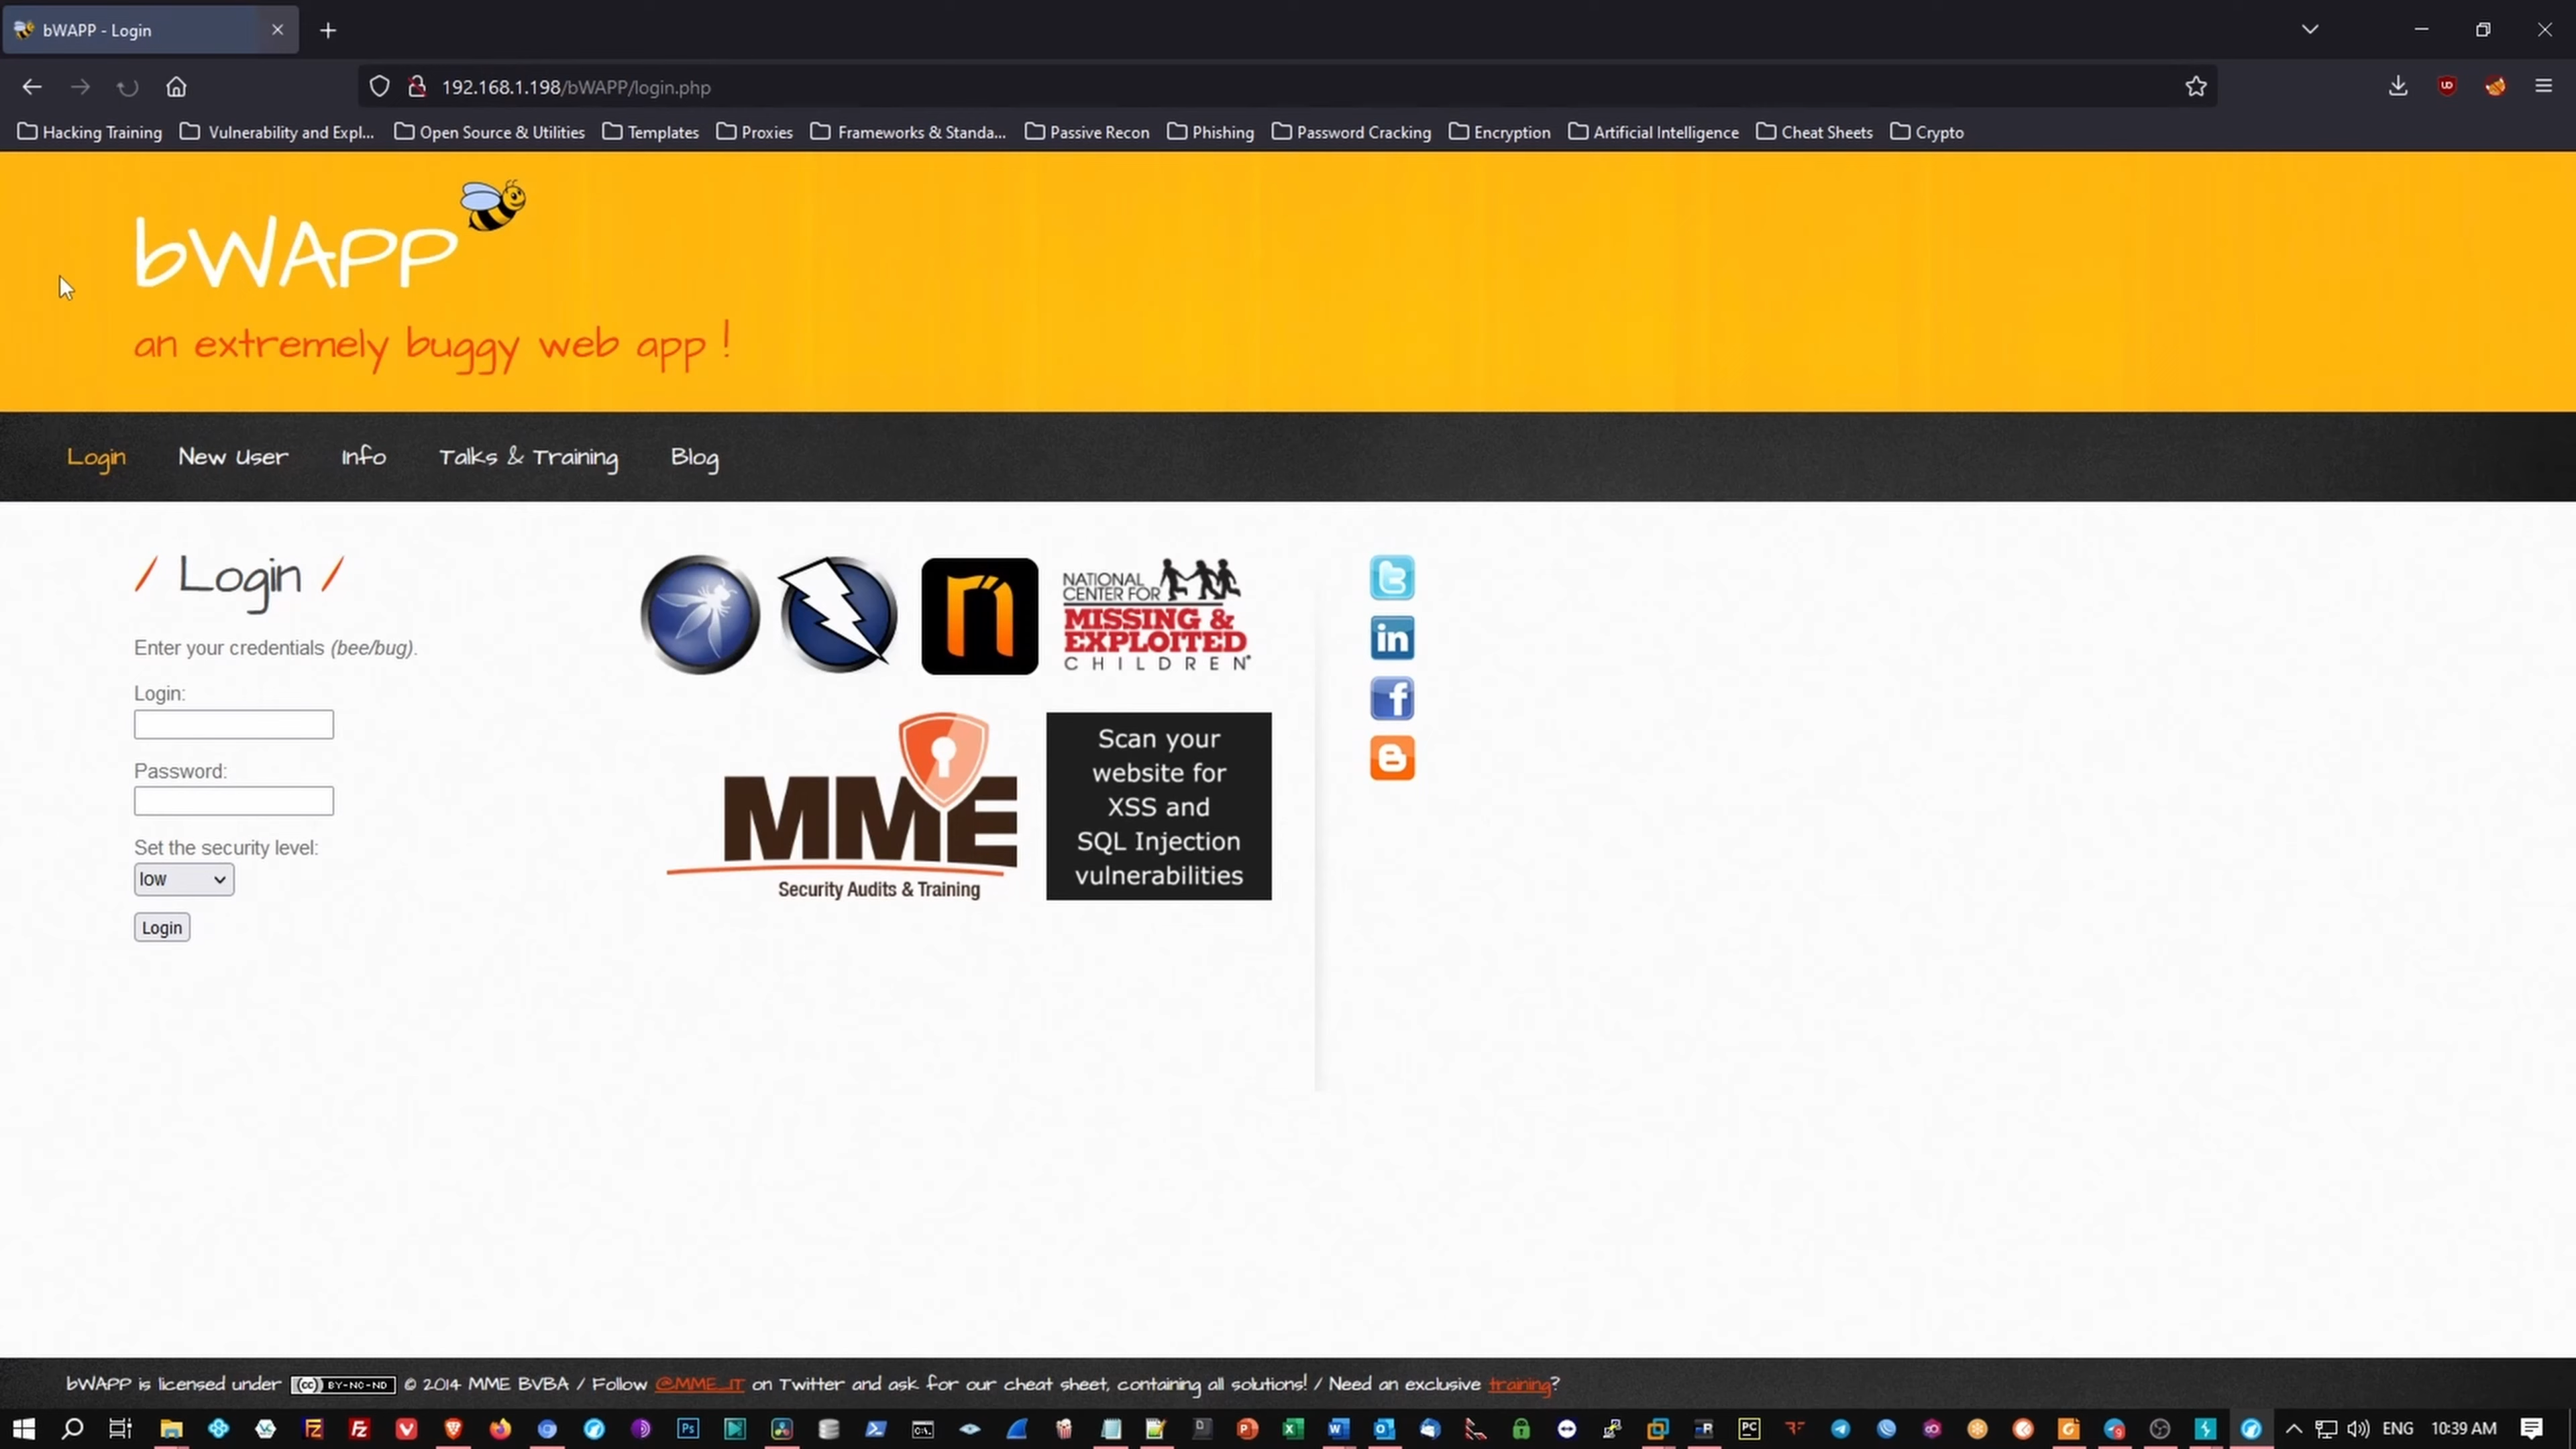 bWAPP - Login
192.168.1.198/bWAPP/login.php
Hacking Training
Vulnerability and Expl...
Open Source & Utilities
Templates
Proxies
Frameworks & Standa...
Passive Recon
Phishing
Password Cracking
Encryption
Artificial Intelligence
Cheat Sheets
Crypto
bWAPP
an extremely buggy web app !
Login
New User
Info
Talks & Training
Blog
/ Login /
Enter your credentials (bee/bug).
Login:
Password:
Set the security level:
low
Login
n
NATIONAL
CENTER FOR
MISSING &
EXPLOITED
CHILDREN®
MME
Security Audits & Training
Scan your
website for
XSS and
SQL Injection
vulnerabilities
bWAPP is licensed under (cc) BY-NC-ND © 2014 MME BVBA / Follow @MME_IT on Twitter and ask for our cheat sheet, containing all solutions! / Need an exclusive training?
ENG
10:39 AM